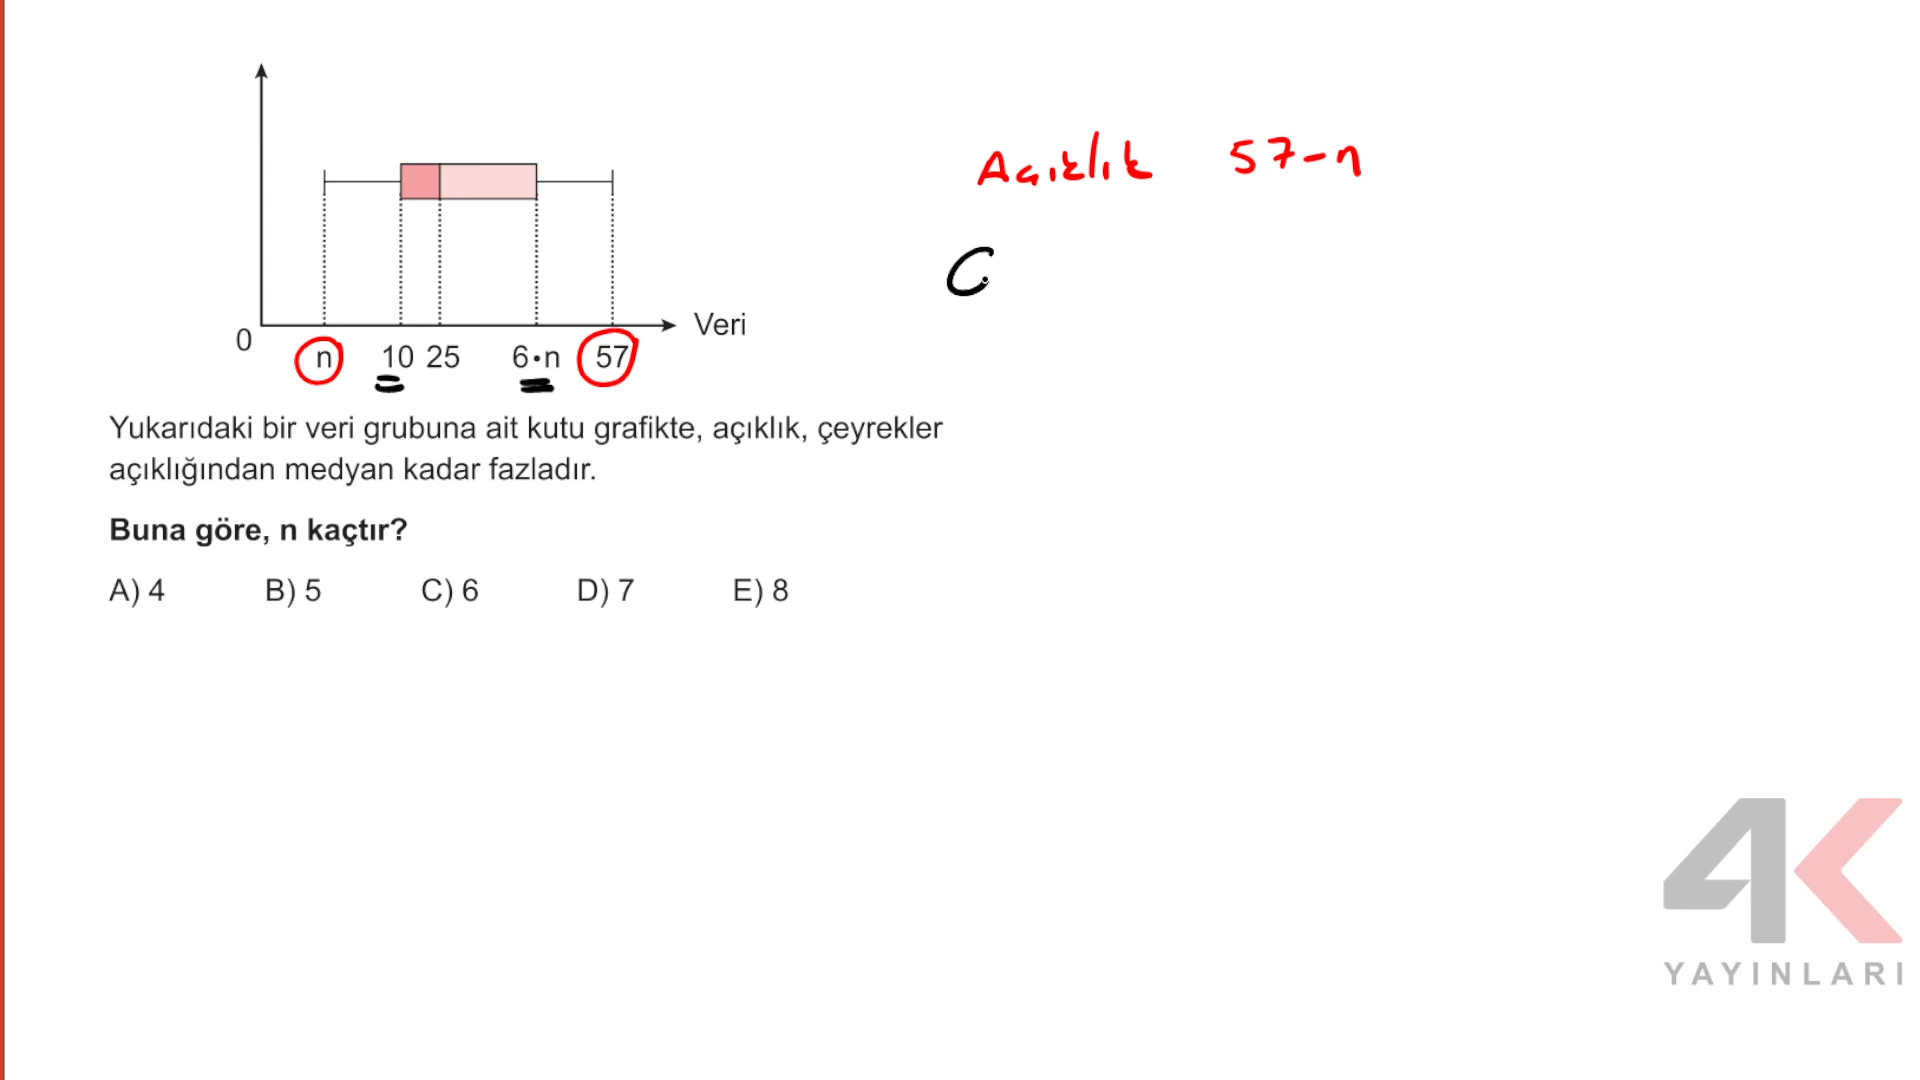 Açıklık 57-n
C
0
Veri
n 10 25 6•n 57
Yukarıdaki bir veri grubuna ait kutu grafikte, açıklık, çeyrekler
açıklığından medyan kadar fazladır.
Buna göre, n kaçtır?
A) 4 B) 5 C) 6 D) 7 E) 8
4K
YAYINLARI